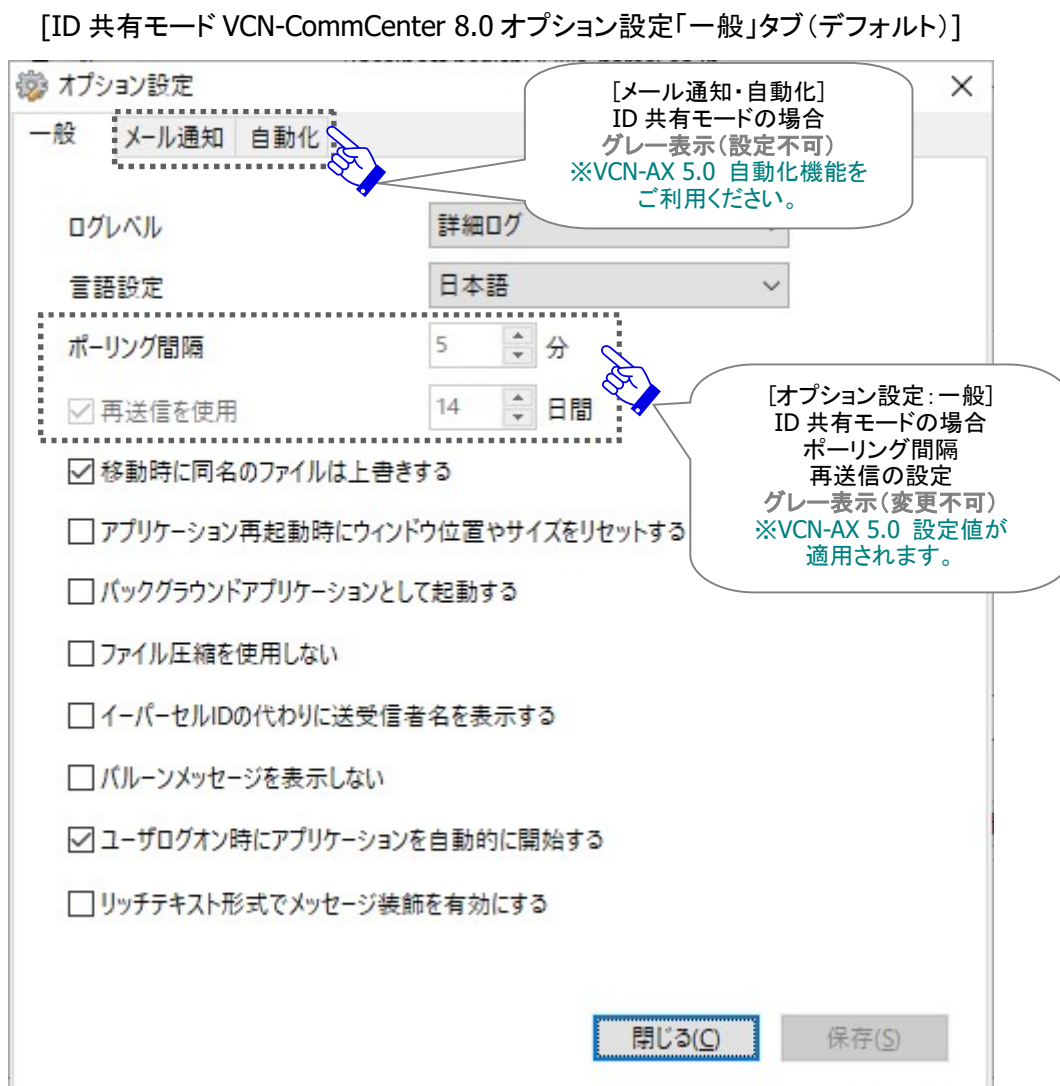 [ID 共有モード VCN-CommCenter 8.0 オプション設定「一般」タブ（デフォルト）]
オプション設定
一般 メール通知 自動化
[メール通知・自動化]
ID 共有モードの場合
グレー表示（設定不可）
※VCN-AX 5.0 自動化機能を
ご利用ください。
ログレベル 詳細ログ
言語設定 日本語
ポーリング間隔 5 分
再送信を使用 14 日間
[オプション設定：一般]
ID 共有モードの場合
ポーリング間隔
再送信の設定
グレー表示（変更不可）
※VCN-AX 5.0 設定値が
適用されます。
移動時に同名のファイルは上書きする
アプリケーション再起動時にウィンドウ位置やサイズをリセットする
バックグラウンドアプリケーションとして起動する
ファイル圧縮を使用しない
イーパーセルIDの代わりに送受信者名を表示する
バルーンメッセージを表示しない
ユーザログオン時にアプリケーションを自動的に開始する
リッチテキスト形式でメッセージ装飾を有効にする
閉じる(C) 保存(S)